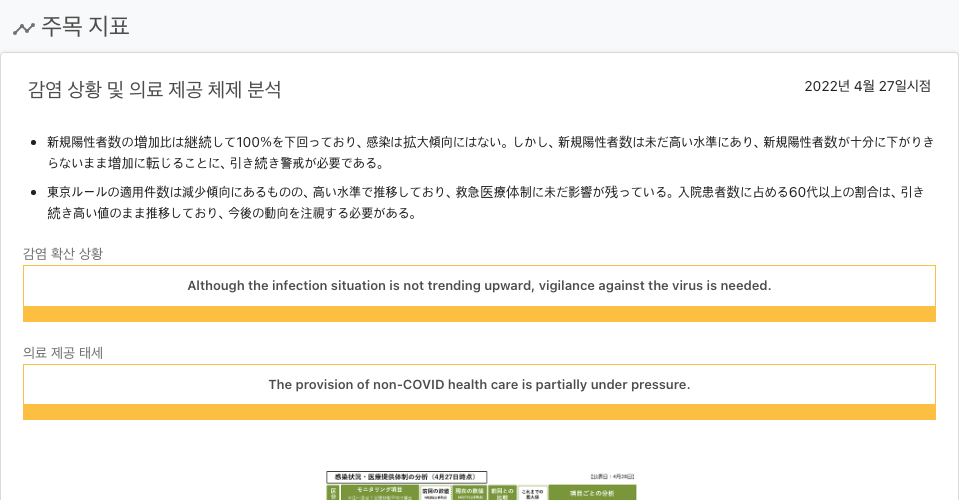 주목 지표
감염 상황 및 의료 제공 체제 분석
2022년 4월 27일시점
新規陽性者数の増加比は継続して100%を下回っており、感染は拡大傾向にはない。しかし、新規陽性者数は未だ高い水準にあり、新規陽性者数が十分に下がりき
らないまま増加に転じることに、引き続き警戒が必要である。
東京ルールの適用件数は減少傾向にあるものの、高い水準で推移しており、救急医療体制に未だ影響が残っている。入院患者数に占める60代以上の割合は、引き
続き高い値のまま推移しており、今後の動向を注視する必要がある。
감염 확산 상황
Although the infection situation is not trending upward, vigilance against the virus is needed.
의료 제공 태세
The provision of non-COVID health care is partially under pressure.
感染状況・医療提供体制の分析（4月27日時点）
モニタリング項目
前回の数値
現在の数値
前回との
これまでの
項目ごとの分析